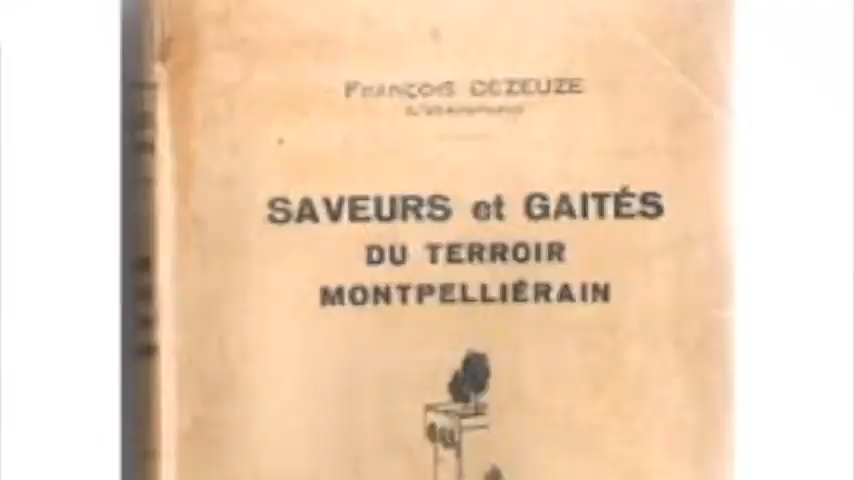 FRANÇOIS DEZEUZE
SAVEURS et GAITÉS
DU TERROIR
MONTPELLIÉRAIN